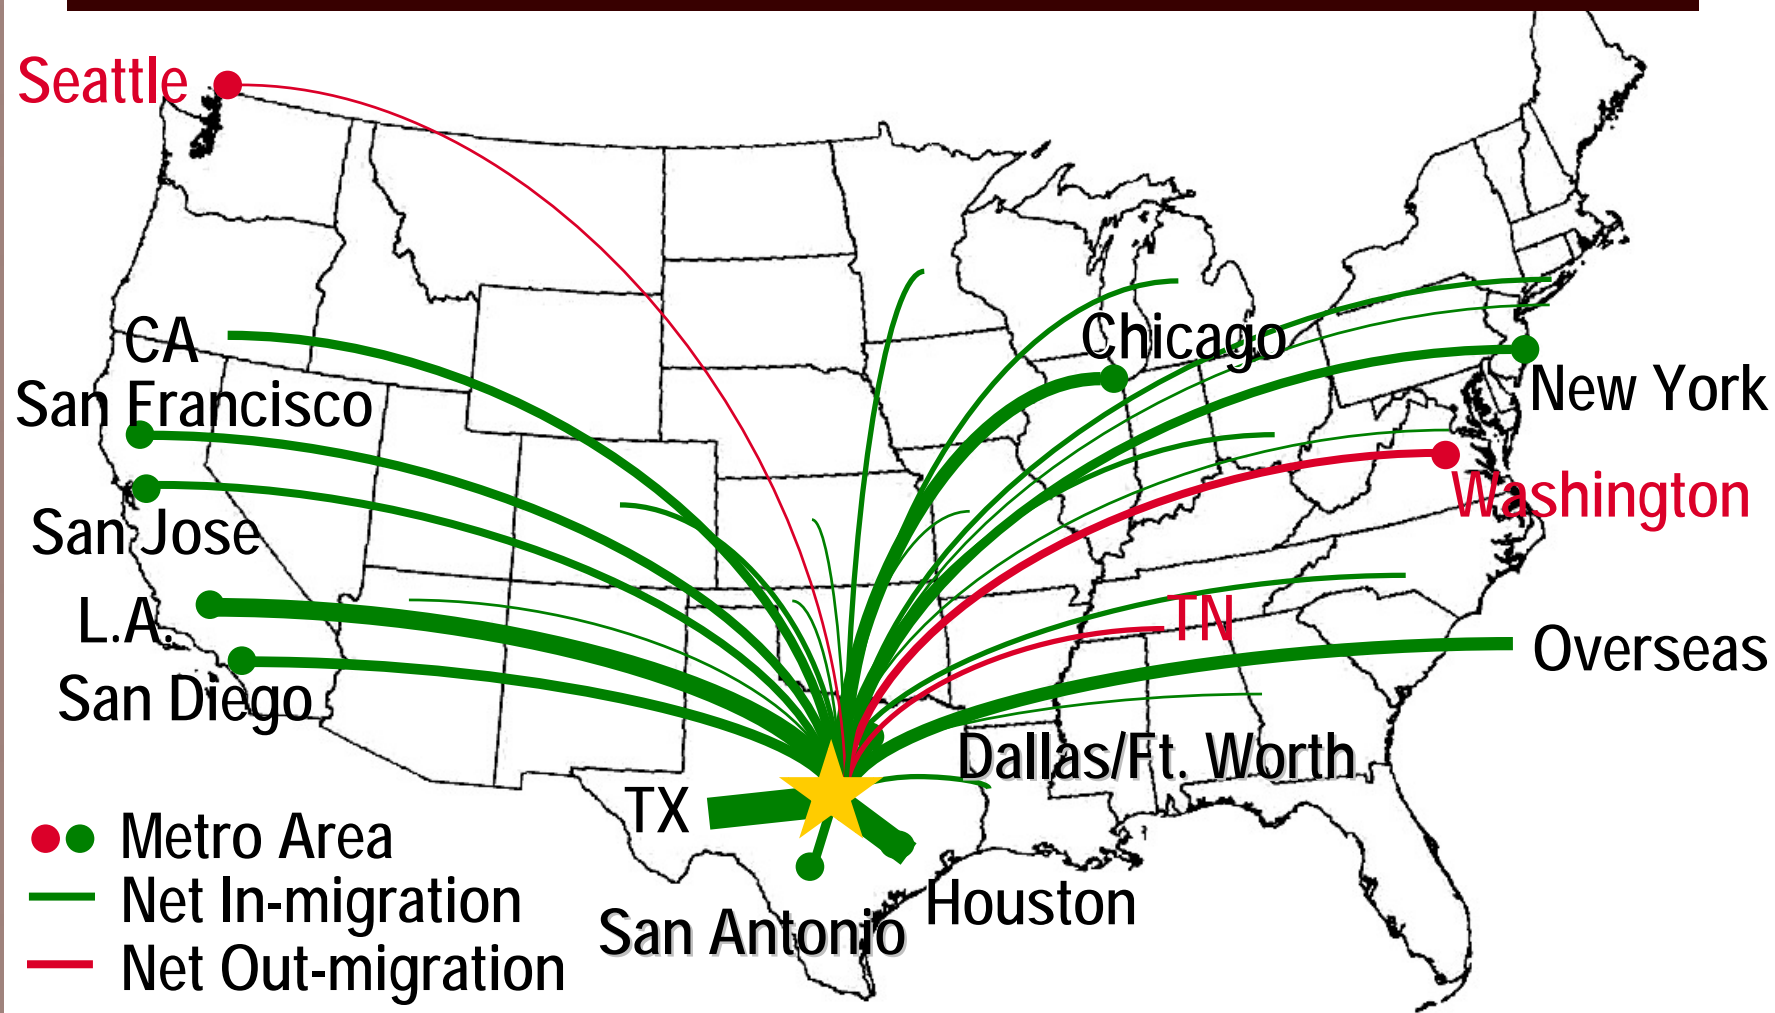 Seattle
CA
Chicago
San Francisco
New York
San Jose
Washington
L.A.
TN
Overseas
San Diego
Dallas/Ft. Worth
TX
Houston
San Antonio
Metro Area
Net In-migration
Net Out-migration